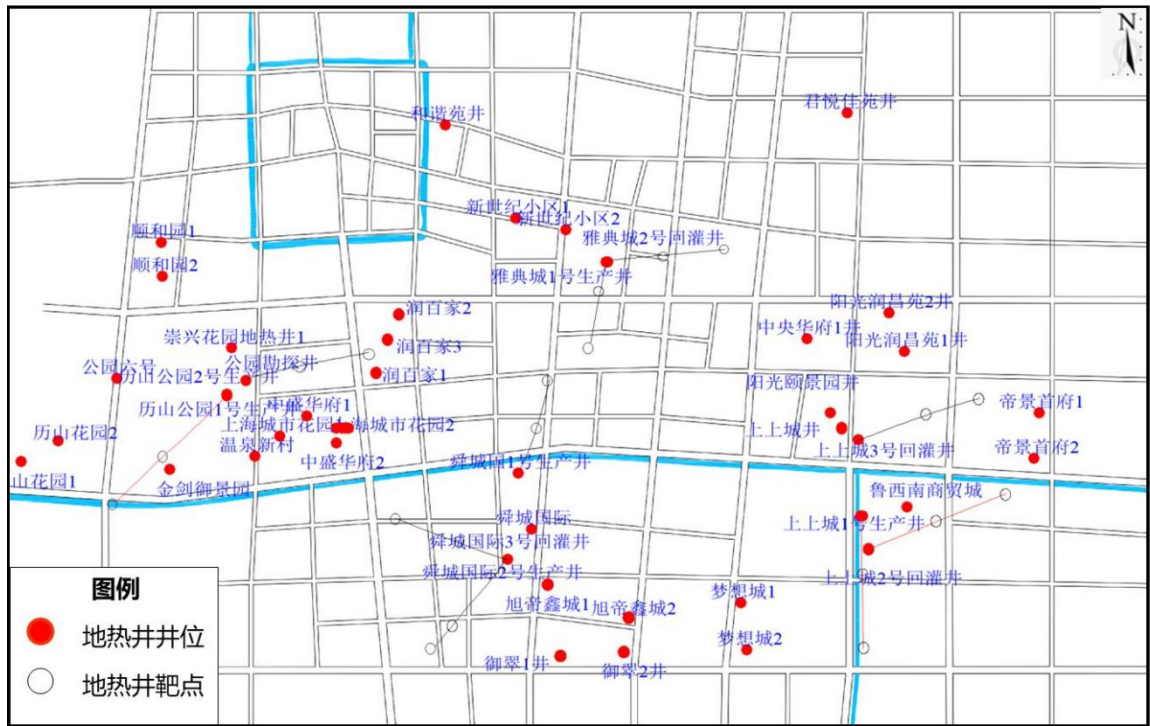 N
君悦佳苑井
和谐苑井
新世纪小区1
新世纪小区2
顺和园1
雅典城2号回灌井
顺和园2
雅典城1号生产井
润百家2
阳光润昌苑2井
中央华府1井
崇兴花园地热井1
润百家3
阳光润昌苑1井
公园勘探井
公园六号
历山公园2号生产井
润百家1
阳光颐景园井
历山公园1号生产井
中盛华府1
帝景首府1
历山花园2
上海城市花园
上海城市花园2
上上城井
温泉新村
上上城3号回灌井
帝景首府2
中盛华府2
舜城国1号生产井
山花园1
金剑御景园
鲁西南商贸城
舜城国际
上上城1号生产井
舜城国际3号回灌井
舜城国际2号生产井
上上城2号回灌井
图例
旭帝鑫城1
旭帝鑫城2
梦想城1
地热井井位
梦想城2
御翠1井
御翠2井
地热井靶点